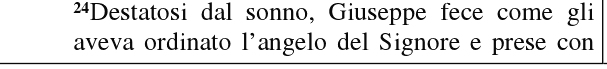 ²⁴Destatosi dal sonno, Giuseppe fece come gli
aveva ordinato l’angelo del Signore e prese con